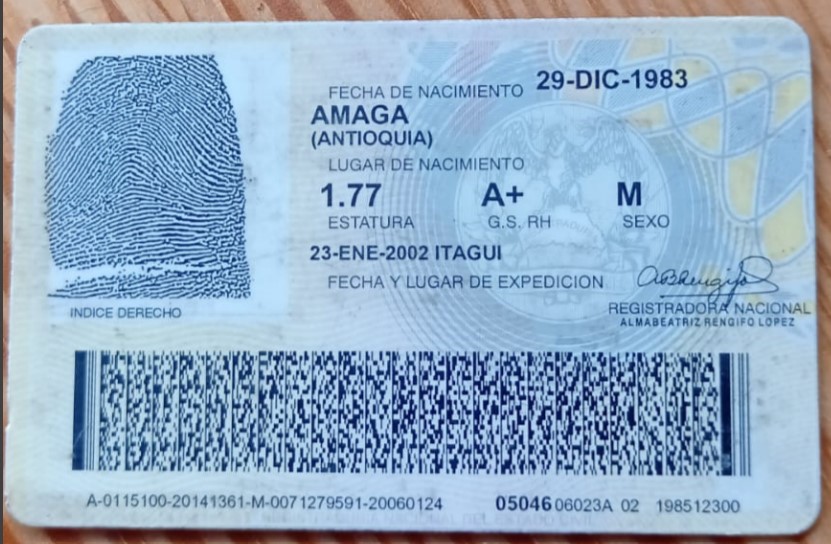 FECHA DE NACIMIENTO 29-DIC-1983
AMAGA
(ANTIOQUIA)
LUGAR DE NACIMIENTO
1.77 A+ M
ESTATURA G.S. RH SEXO
23-ENE-2002 ITAGUI
FECHA Y LUGAR DE EXPEDICION
REGISTRADORA NACIONAL
ALMABEATRIZ RENGIFO LOPEZ
INDICE DERECHO
A-0115100-20141361-M-0071279591-20060124 05046 06023A 02 198512300